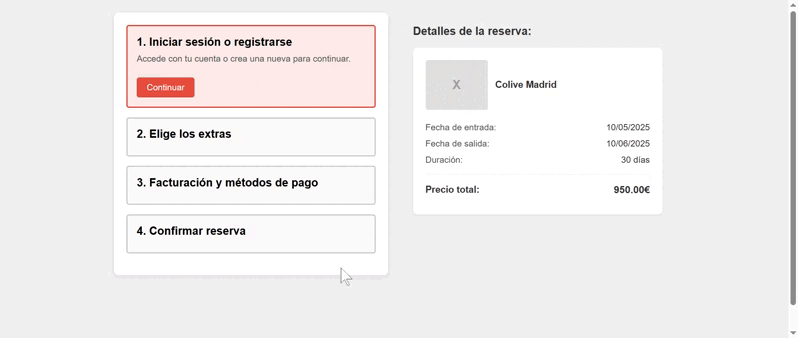 1. Iniciar sesión o registrarse
Accede con tu cuenta o crea una nueva para continuar.
Continuar
2. Elige los extras
3. Facturación y métodos de pago
4. Confirmar reserva
Detalles de la reserva:
X
Colive Madrid
Fecha de entrada: 10/05/2025
Fecha de salida: 10/06/2025
Duración: 30 días
Precio total: 950.00€